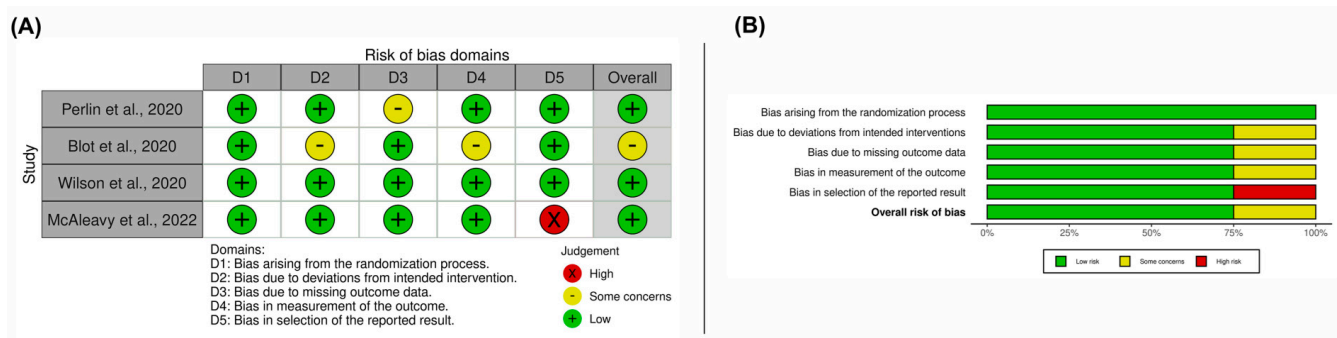 (A)
Risk of bias domains
D1 D2 D3 D4 D5 Overall
Study
Perlin et al., 2020 + + - + + +
Blot et al., 2020 + - + - + -
Wilson et al., 2020 + + + + + +
McAleavy et al., 2022 + + + + X +
Domains:
D1: Bias arising from the randomization process.
D2: Bias due to deviations from intended intervention.
D3: Bias due to missing outcome data.
D4: Bias in measurement of the outcome.
D5: Bias in selection of the reported result.
Judgement
X High
- Some concerns
+ Low
(B)
Bias arising from the randomization process
Bias due to deviations from intended interventions
Bias due to missing outcome data
Bias in measurement of the outcome
Bias in selection of the reported result
Overall risk of bias
0% 25% 50% 75% 100%
Low risk Some concerns High risk